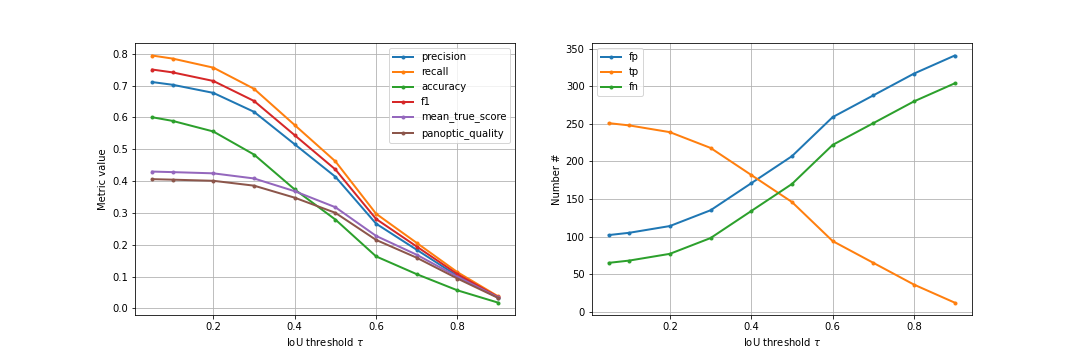 0.8
0.7
0.6
0.5
0.4
0.3
0.2
0.1
0.0
Metric value
precision
recall
accuracy
f1
mean_true_score
panoptic_quality
0.2 0.4 0.6 0.8
IoU threshold τ
350
300
250
200
150
100
50
0
Number #
fp
tp
fn
0.2 0.4 0.6 0.8
IoU threshold τ